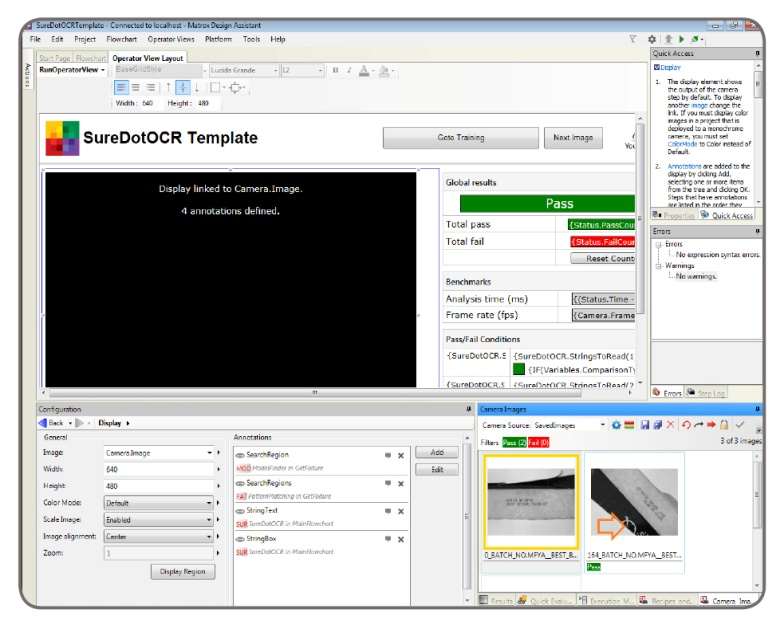 SureDotOCRTemplate - Connected to localhost - Matrox Design Assistant
File Edit Project Flowchart Operator Views Platform Tools Help
Start Page Flowchart Operator View Layout
RunOperatorView BaseGridStyle Lucida Grande 12 B I A
Width: 640 Height: 480
SureDotOCR Template
Goto Training
Next Image
You
Display linked to Camera.Image.
4 annotations defined.
Global results
Pass
Total pass {Status.PassCou
Total fail {Status.FailCour
Reset Count
Benchmarks
Analysis time (ms) {(Status.Time -
Frame rate (fps) {Camera.Frame
Pass/Fail Conditions
{SureDotOCR.S {SureDotOCR.StringsToRead(1
{IF(Variables.ComparisonTy
{SureDotOCR.S {SureDotOCR.StringsToRead(2
Quick Access
Display
1. The display element shows
the output of the camera
step by default. To display
another image change the
link. If you must display color
images in a project that is
deployed to a monochrome
camera, you must set
ColorMode to Color instead of
Default.
2. Annotations are added to the
display by clicking Add,
selecting one or more items
from the tree and clicking OK.
Steps that have annotations
are listed in the order they
Properties Quick Access
Errors
Errors
No expression syntax errors.
Warnings
No warnings.
Errors Step Log
Configuration
Back Display
General
Image: Camera.Image
Width: 640
Height: 480
Color Mode: Default
Scale Image: Enabled
Image alignment: Center
Zoom: 1
Display Region
Annotations
SearchRegion
MOD ModelFinder in GetFixture
SearchRegions
PAT PatternMatching in GetFixture
StringText
SUR SureDotOCR in MainFlowchart
StringBox
SUR SureDotOCR in MainFlowchart
Add
Edit
Camera Images
Camera Source: SavedImages
Filters Pass (2) Fail (0)
3 of 3 images
0_BATCH_NO.MFYA__BEST_B...
164_BATCH_NO.MFYA__BEST...
Pass
Results Quick Evalu... Execution M... Recipes and... Camera Ima...